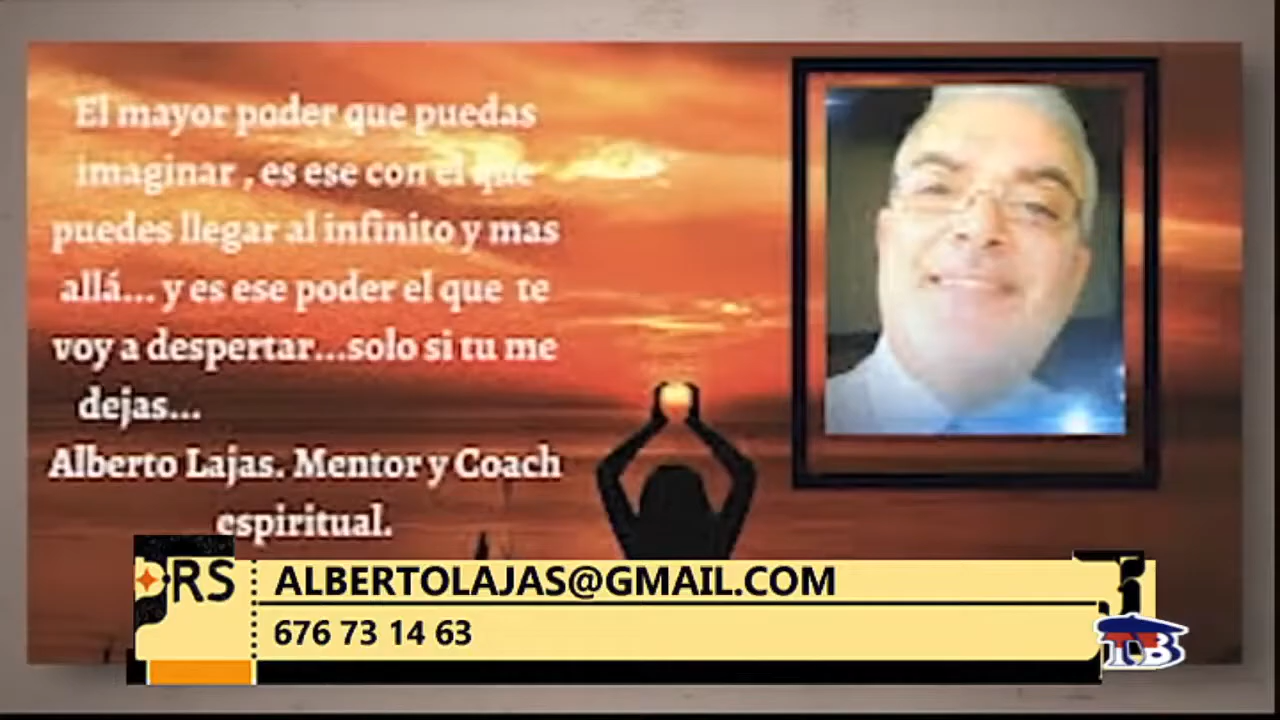 El mayor poder que puedas
imaginar , es ese con el que
puedes llegar al infinito y mas
allá... y es ese poder el que te
voy a despertar...solo si tu me
dejas...
Alberto Lajas. Mentor y Coach
espiritual.
RS
ALBERTOLAJAS@GMAIL.COM
676 73 14 63